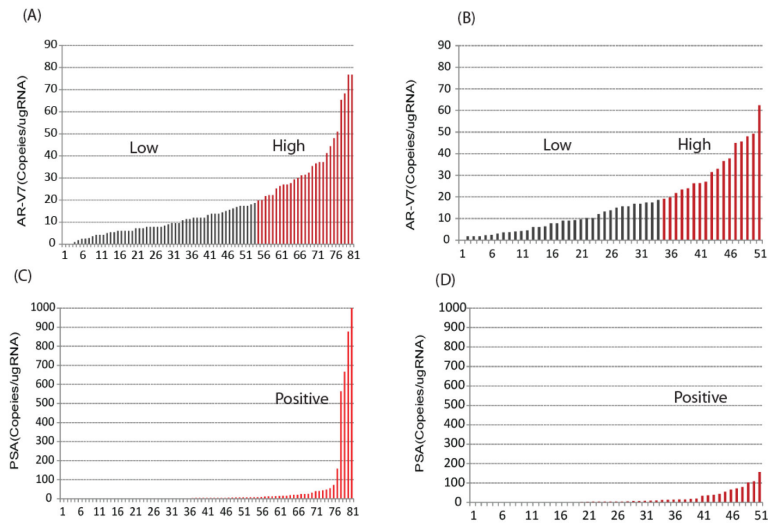 (A)
90
80
70
60
50
40
30
20
10
0
AR-V7(Copeies/ugRNA)
Low
High
1 6 11 16 21 26 31 36 41 46 51 56 61 66 71 76 81
(B)
90
80
70
60
50
40
30
20
10
0
AR-V7(Copeies/ugRNA)
Low
High
1 6 11 16 21 26 31 36 41 46 51
(C)
1000
900
800
700
600
500
400
300
200
100
0
PSA(Copeies/ugRNA)
Positive
1 6 11 16 21 26 31 36 41 46 51 56 61 66 71 76 81
(D)
1000
900
800
700
600
500
400
300
200
100
0
PSA(Copeies/ugRNA)
Positive
1 6 11 16 21 26 31 36 41 46 51